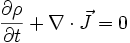 ∂ρ/∂t + ∇ · J⃗ = 0